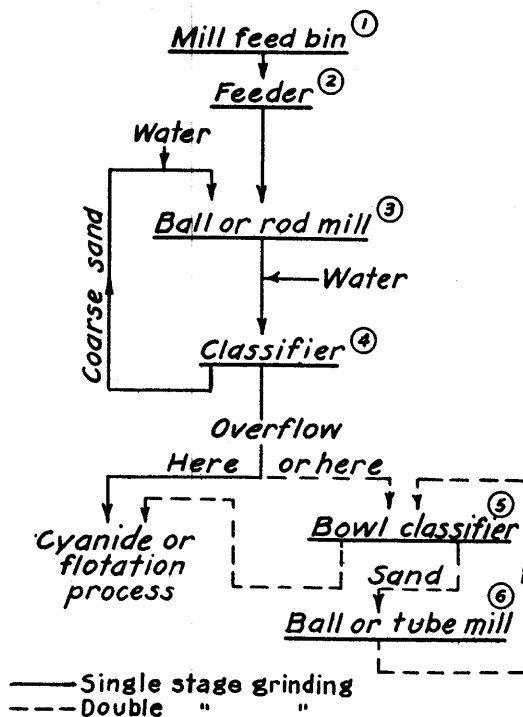 Mill feed bin ①
Feeder ②
Water
Ball or rod mill ③
Water
Coarse sand
Classifier ④
Overflow
Here or here
Bowl classifier ⑤
Cyanide or
flotation
process
Sand
Ball or tube mill ⑥
Single stage grinding
Double " "